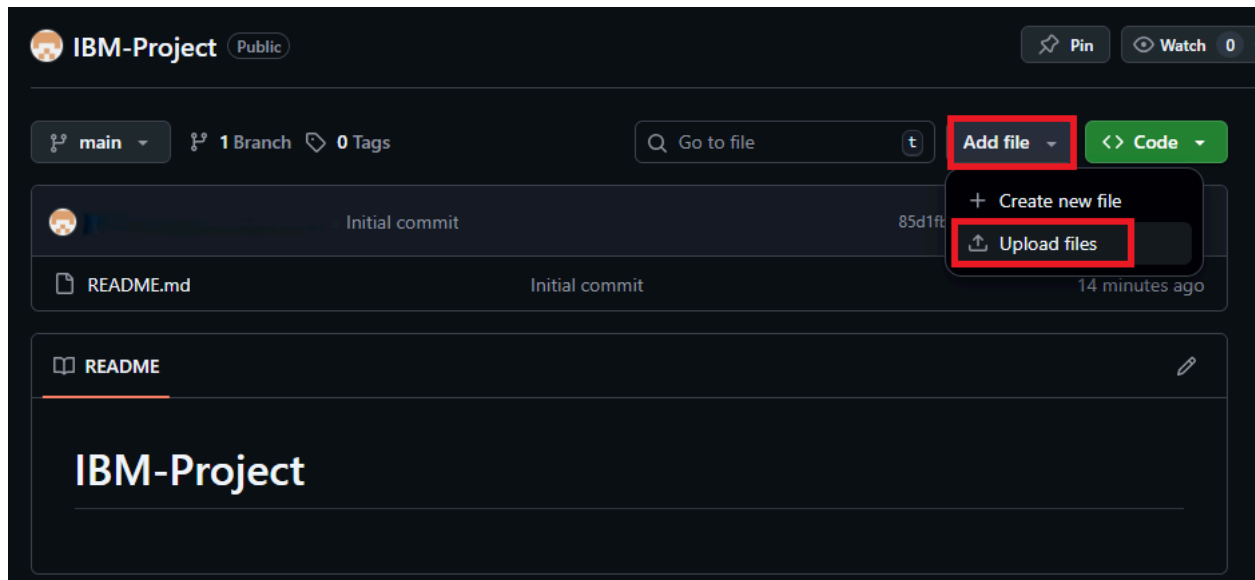 IBM-Project Public Pin Watch 0
main 1 Branch 0 Tags Go to file t Add file <> Code
+ Create new file
Initial commit 85d1fb
Upload files
README.md Initial commit 14 minutes ago
README
IBM-Project